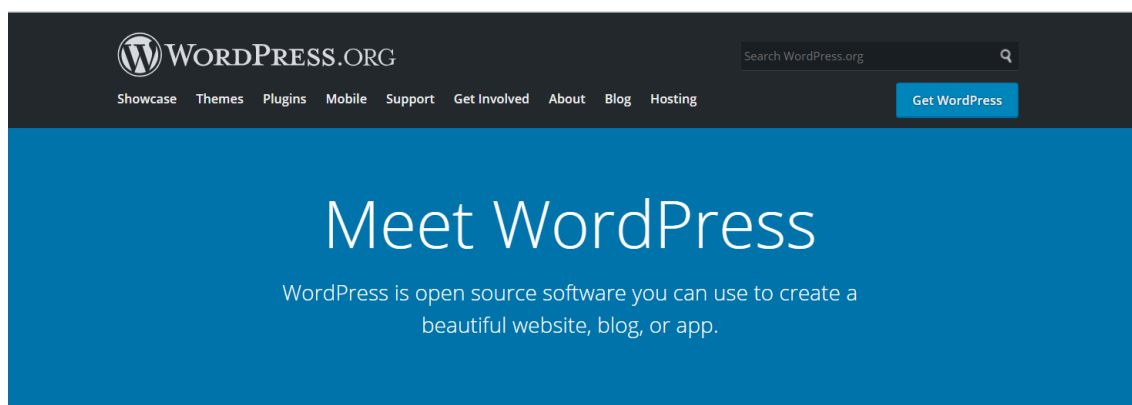 WORDPRESS.ORG
Search WordPress.org
Showcase Themes Plugins Mobile Support Get Involved About Blog Hosting
Get WordPress
Meet WordPress
WordPress is open source software you can use to create a
beautiful website, blog, or app.